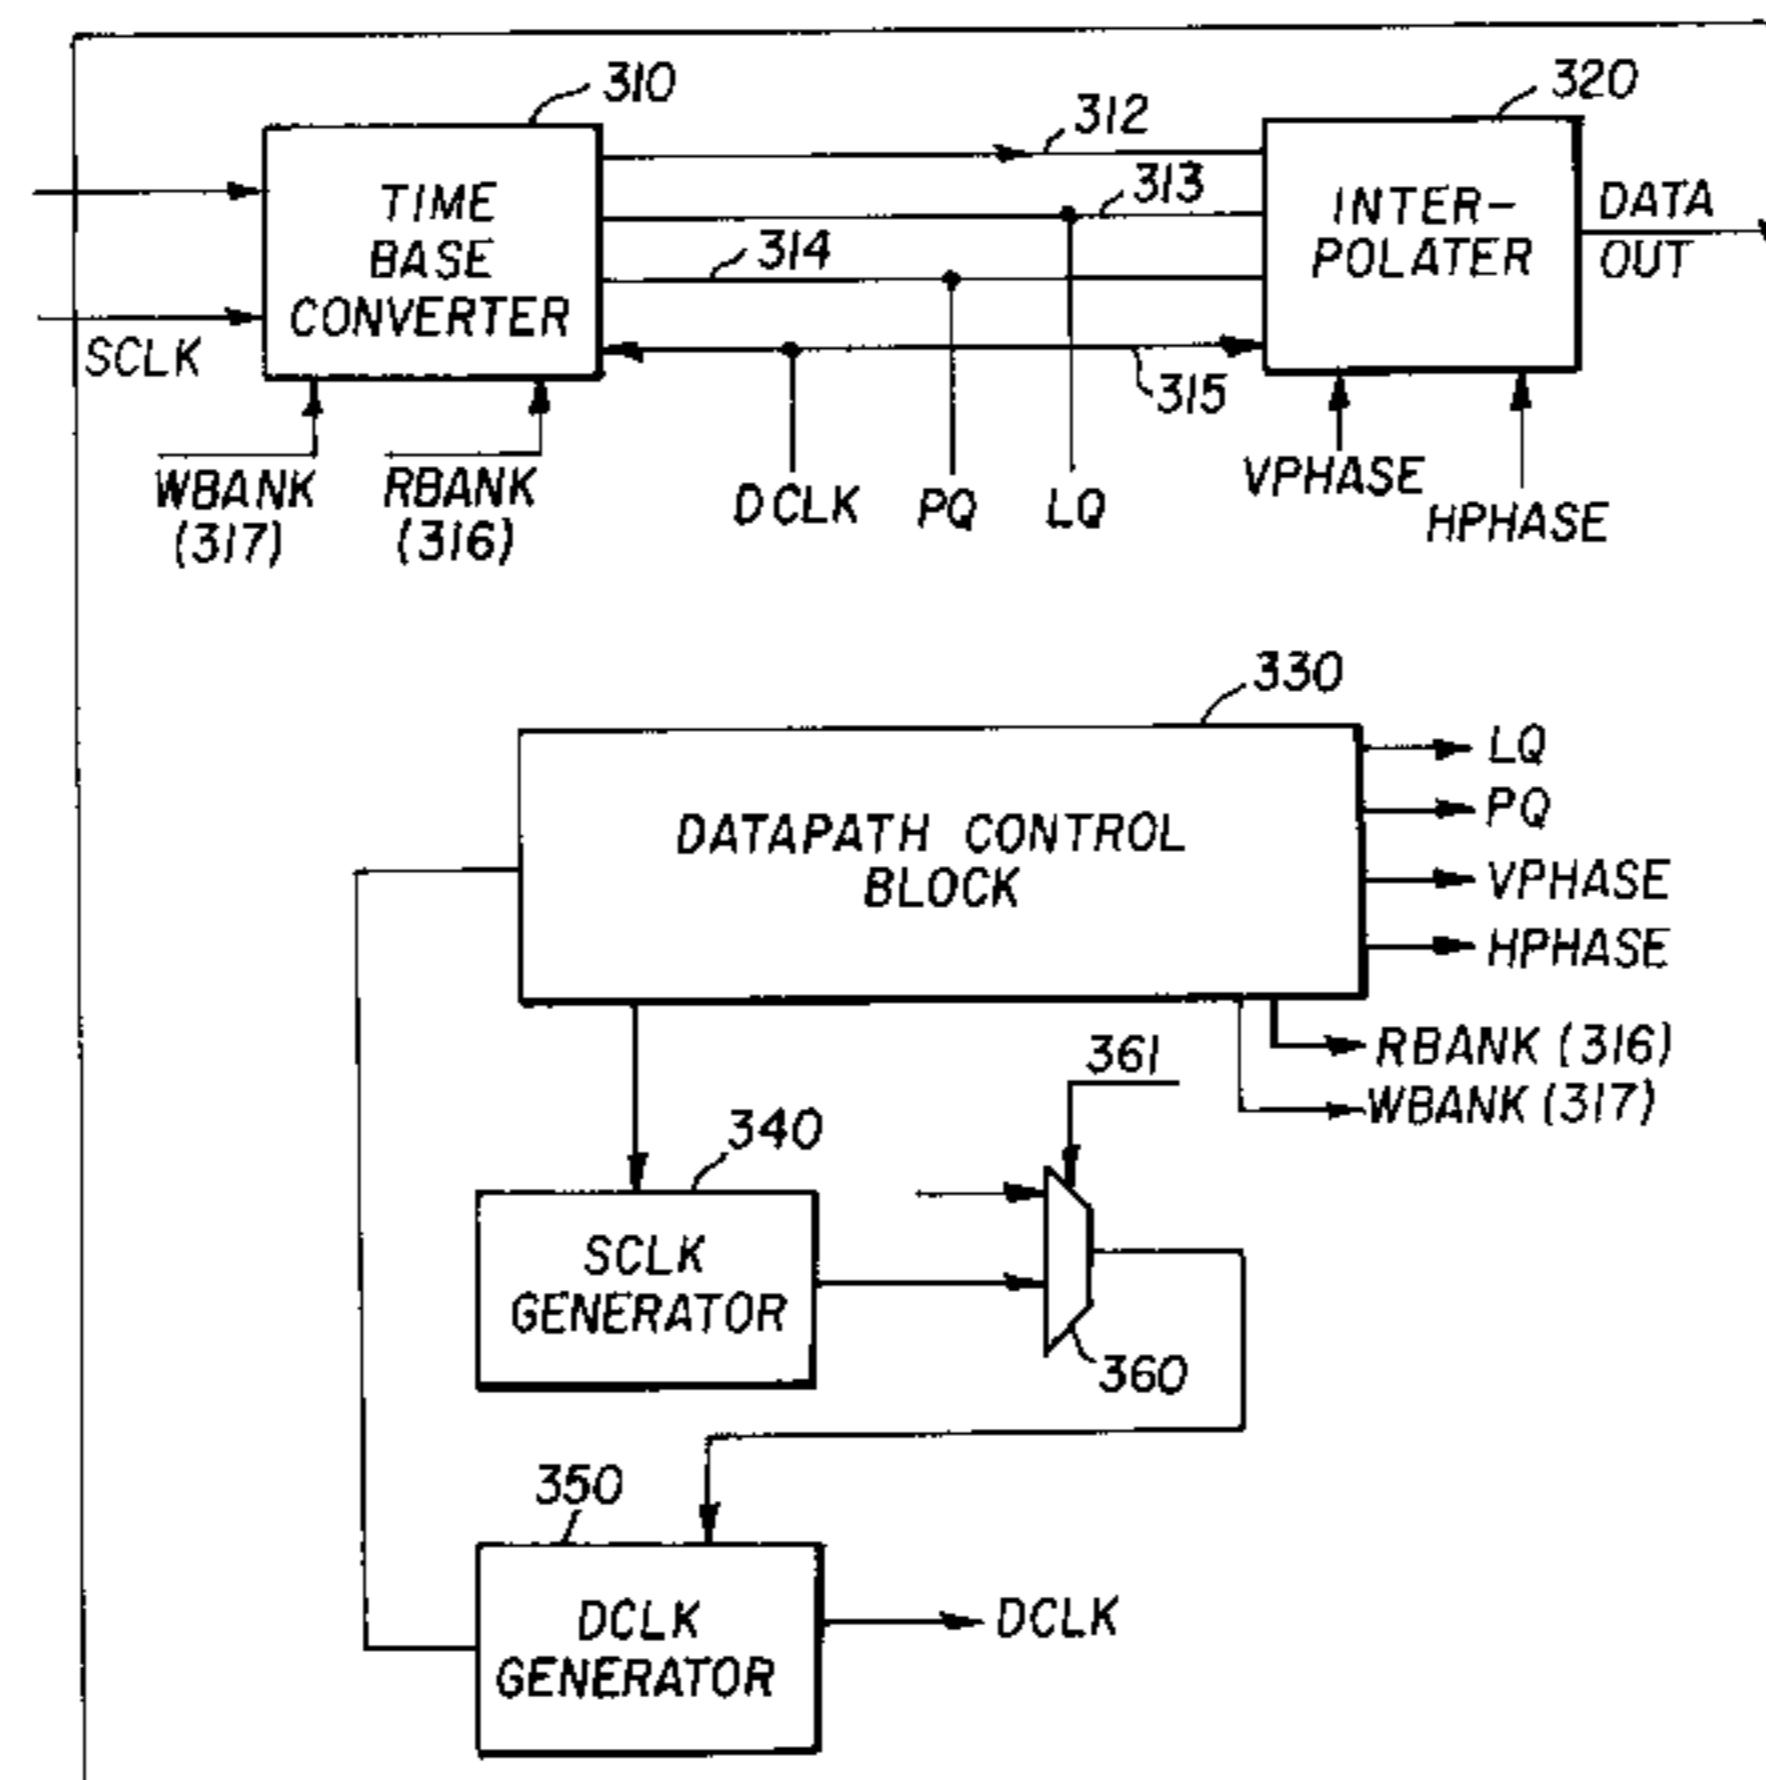 310
320
312
TIME
BASE
CONVERTER
313
INTER-
POLATER
DATA
OUT
314
SCLK
315
WBANK
(317)
RBANK
(316)
DCLK
PQ
LQ
VPHASE
HPHASE
330
DATAPATH CONTROL
BLOCK
LQ
PQ
VPHASE
HPHASE
RBANK (316)
WBANK (317)
361
340
SCLK
GENERATOR
360
350
DCLK
GENERATOR
DCLK